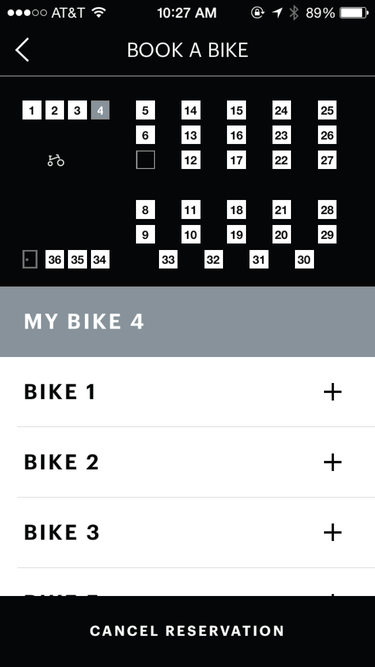 AT&T 10:27 AM 89%
BOOK A BIKE
1 2 3 4 5 14 15 24 25
6 13 16 23 26
12 17 22 27
8 11 18 21 28
9 10 19 20 29
36 35 34 33 32 31 30
MY BIKE 4
BIKE 1
BIKE 2
BIKE 3
CANCEL RESERVATION